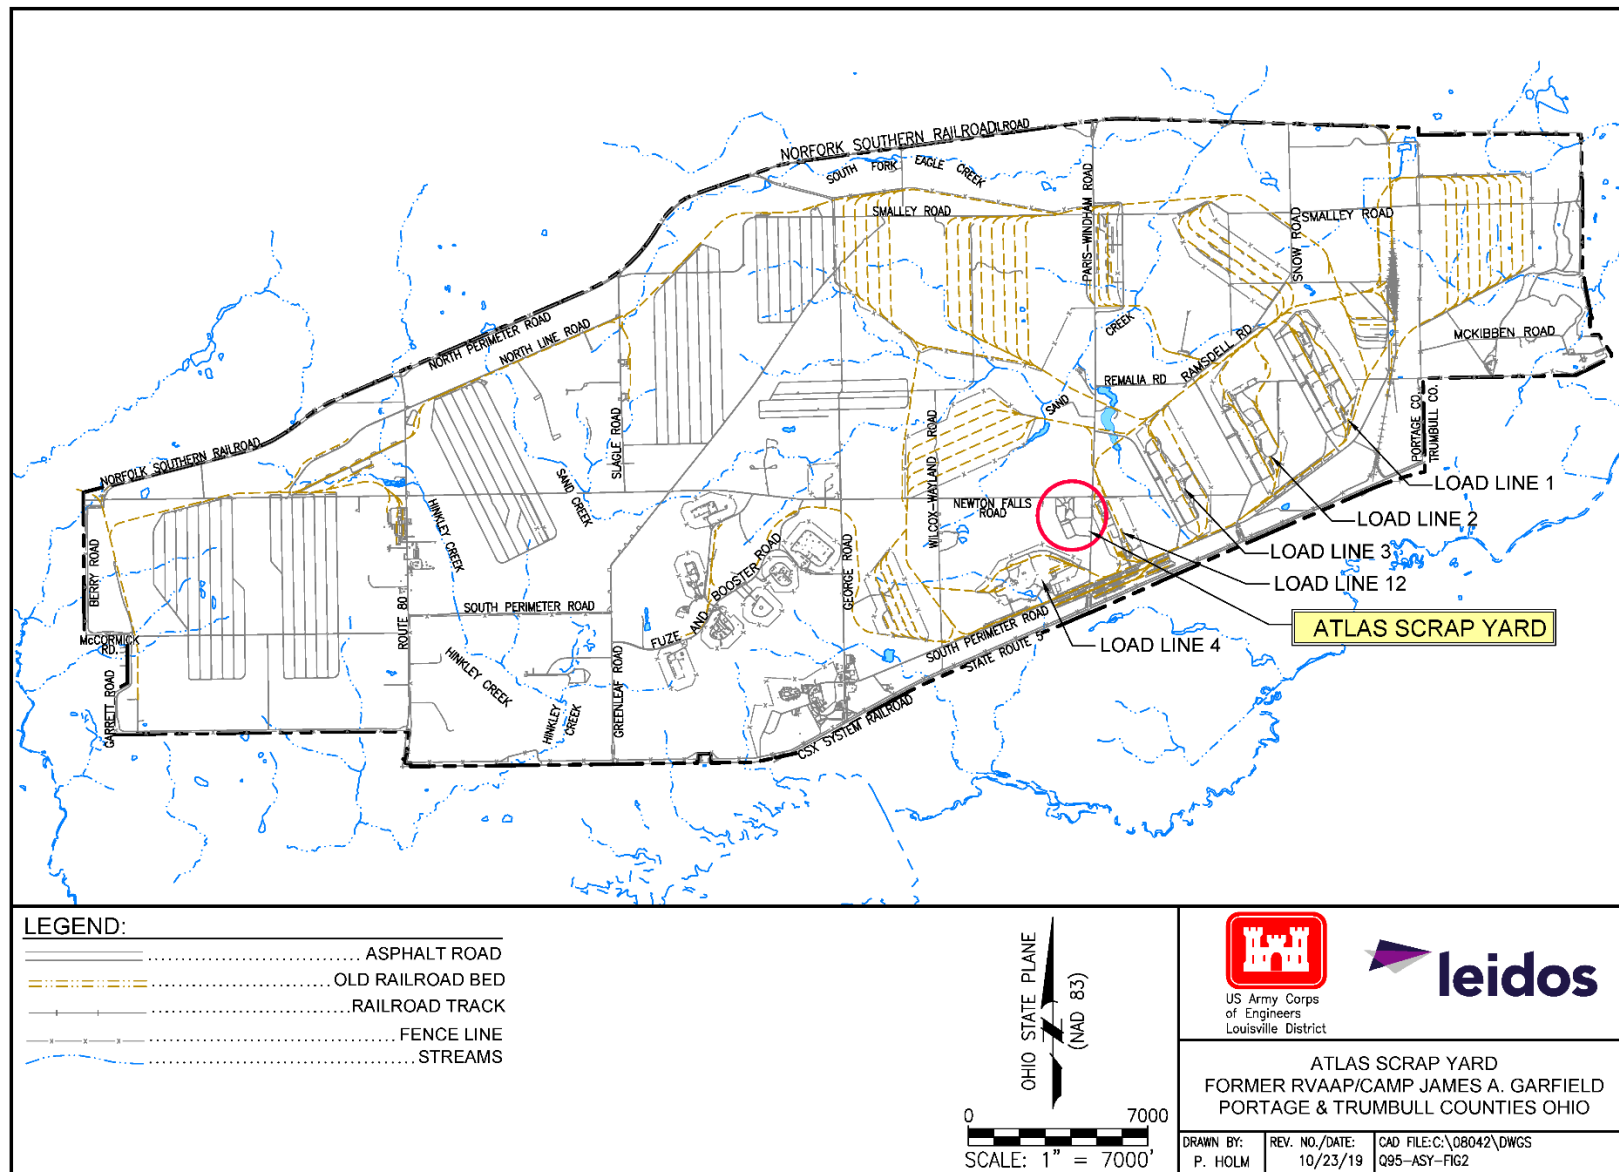 NORFORK SOUTHERN RAILROAD
LROAD
SOUTH FORK EAGLE CREEK
SMALLEY ROAD
PARIS-WINDHAM ROAD
SNOW ROAD
SMALLEY ROAD
MCKIBBEN ROAD
CREEK
RAMSDELL RD
REMALIA RD
SAND
NORTH PERIMETER ROAD
NORTH LINE ROAD
NORFOLK SOUTHERN RAILROAD
SLAGLE ROAD
SAND CREEK
HINKLEY CREEK
WILCOX-WAYLAND ROAD
NEWTON FALLS
ROAD
PORTAGE CO.
TRUMBULL CO.
LOAD LINE 1
LOAD LINE 2
LOAD LINE 3
LOAD LINE 12
ATLAS SCRAP YARD
LOAD LINE 4
BERRY ROAD
McCORMICK
RD.
GARRETT ROAD
ROUTE 80
SOUTH PERIMETER ROAD
FUZE AND BOOSTER ROAD
GEORGE ROAD
GREENLEAF ROAD
HINKLEY CREEK
HINKLEY
CREEK
SOUTH PERIMETER ROAD
STATE ROUTE 5
CSX SYSTEM RAILROAD
LEGEND:
ASPHALT ROAD
OLD RAILROAD BED
RAILROAD TRACK
FENCE LINE
STREAMS
OHIO STATE PLANE
(NAD 83)
0 7000
SCALE: 1" = 7000'
US Army Corps
of Engineers
Louisville District
leidos
ATLAS SCRAP YARD
FORMER RVAAP/CAMP JAMES A. GARFIELD
PORTAGE & TRUMBULL COUNTIES OHIO
DRAWN BY:
P. HOLM
REV. NO./DATE:
10/23/19
CAD FILE:C:\08042\DWGS
Q95-ASY-FIG2